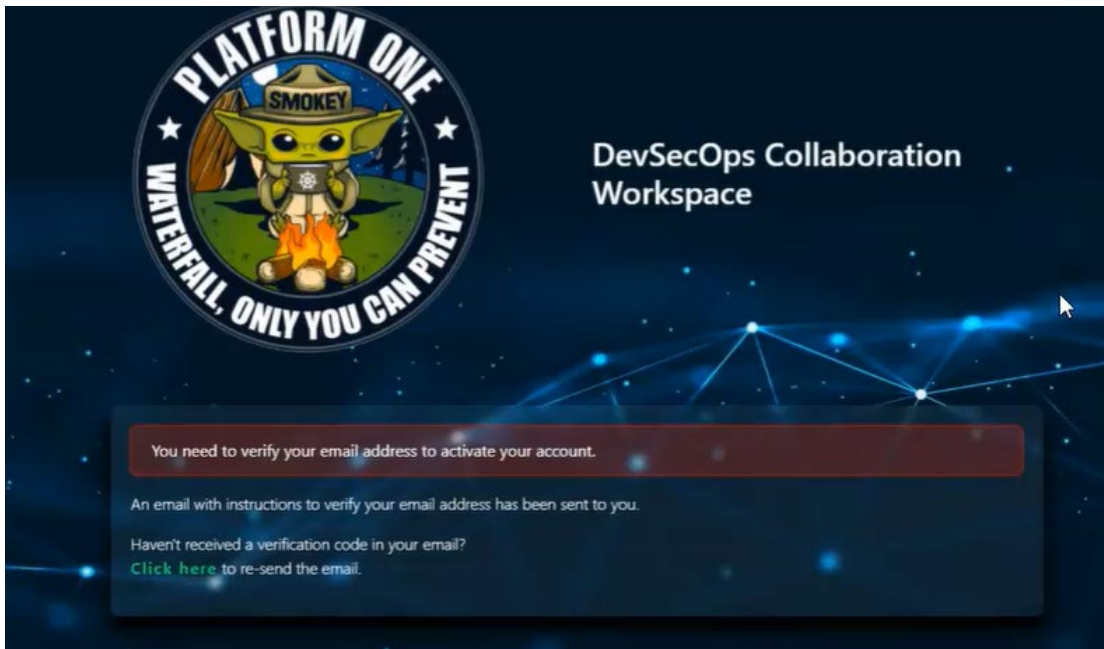 PLATFORM ONE
SMOKEY
WATERFALL, ONLY YOU CAN PREVENT
DevSecOps Collaboration
Workspace
You need to verify your email address to activate your account.
An email with instructions to verify your email address has been sent to you.
Haven't received a verification code in your email?
Click here to re-send the email.